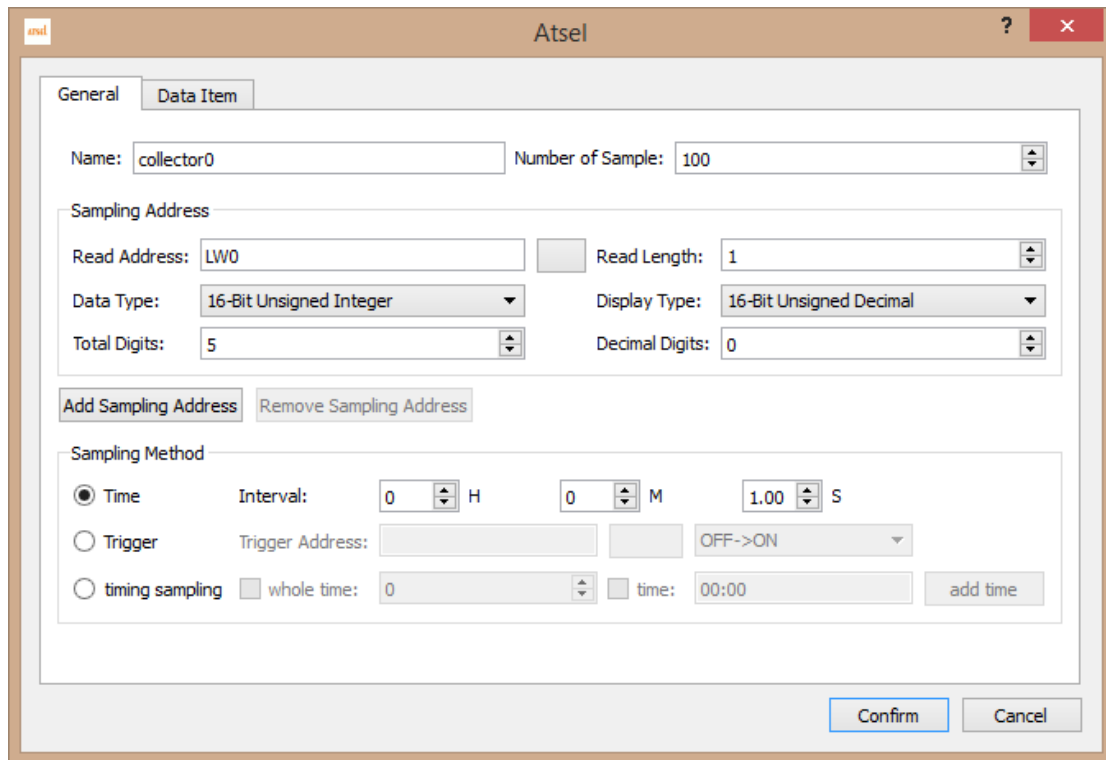 atsel Atsel ? ×
General Data Item
Name: collector0 Number of Sample: 100
Sampling Address
Read Address: LW0 Read Length: 1
Data Type: 16-Bit Unsigned Integer Display Type: 16-Bit Unsigned Decimal
Total Digits: 5 Decimal Digits: 0
Add Sampling Address Remove Sampling Address
Sampling Method
Time Interval: 0 H 0 M 1.00 S
Trigger Trigger Address: OFF->ON
timing sampling whole time: 0 time: 00:00 add time
Confirm Cancel